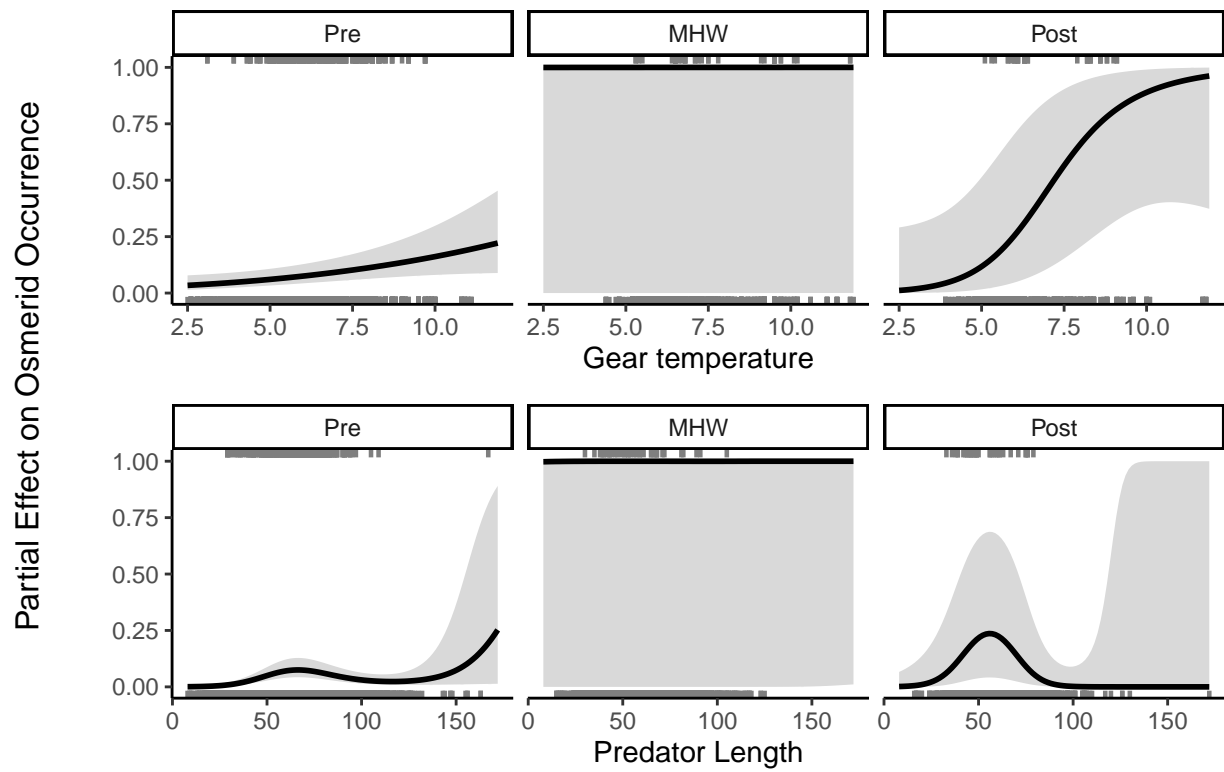 Partial Effect on Osmerid Occurrence
Pre
MHW
Post
1.00
0.75
0.50
0.25
0.00
2.5 5.0 7.5 10.0
2.5 5.0 7.5 10.0
2.5 5.0 7.5 10.0
Gear temperature
Pre
MHW
Post
1.00
0.75
0.50
0.25
0.00
0 50 100 150
0 50 100 150
0 50 100 150
Predator Length